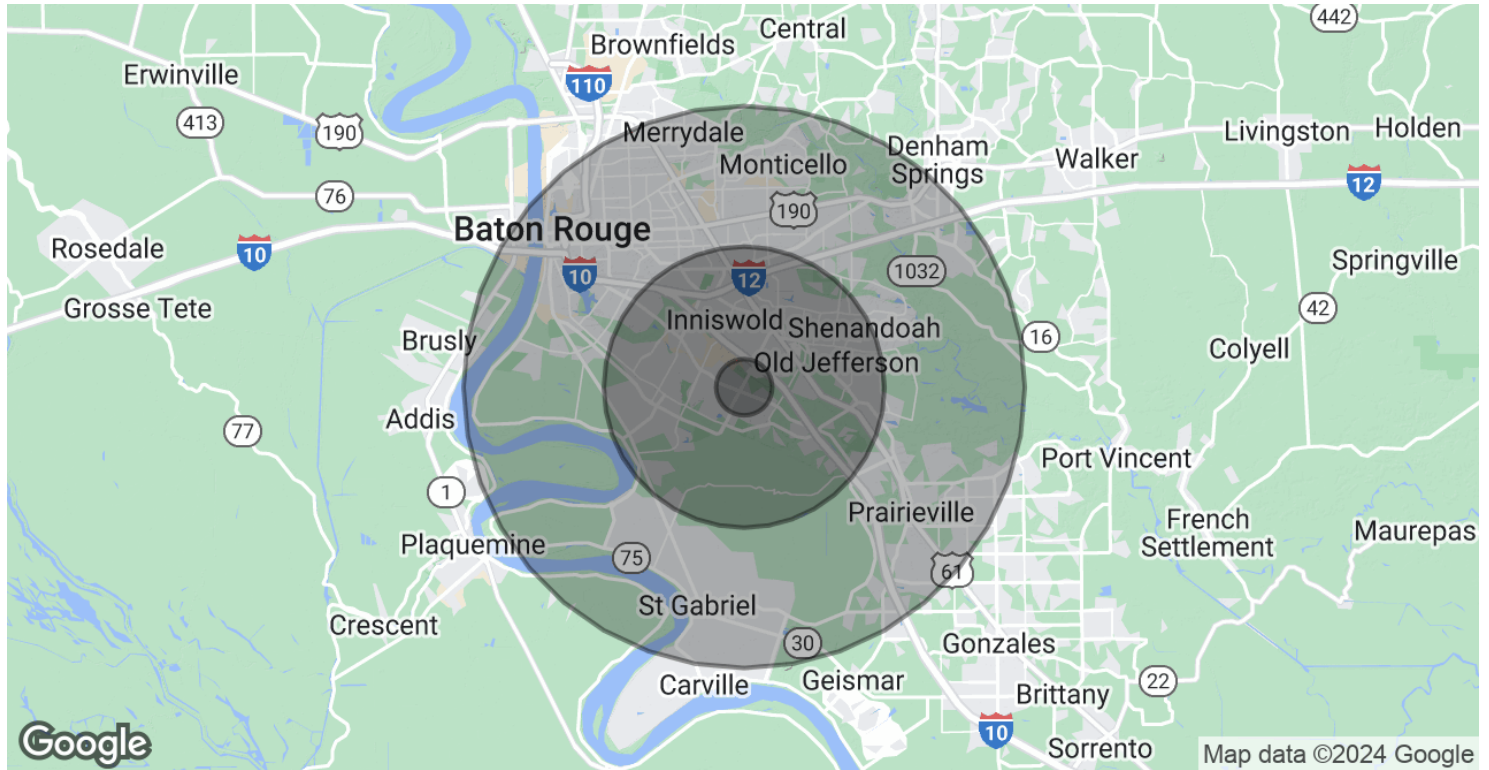 442
Central
Brownfields
Erwinville
110
413
190
Merrydale
Livingston
Holden
Denham
Springs
Monticello
Walker
12
76
190
Baton Rouge
Rosedale
10
10
12
1032
Springville
Grosse Tete
42
Inniswold
Shenandoah
Brusly
16
Colyell
Old Jefferson
Addis
77
Port Vincent
1
Prairieville
French
Settlement
Maurepas
Plaquemine
75
61
St Gabriel
Crescent
30
Gonzales
Carville
Geismar
22
Brittany
10
Sorrento
Google
Map data ©2024 Google